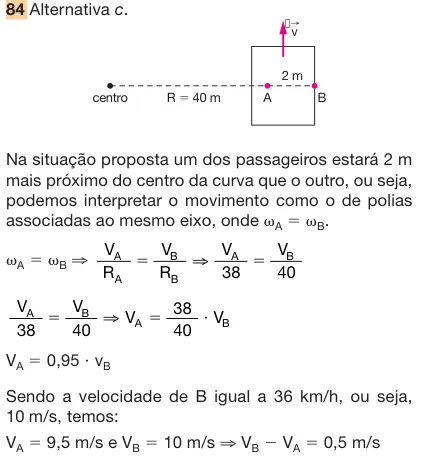 84 Alternativa c.
v
2 m
centro R = 40 m A B
Na situação proposta um dos passageiros estará 2 m
mais próximo do centro da curva que o outro, ou seja,
podemos interpretar o movimento como o de polias
associadas ao mesmo eixo, onde ωA = ωB.
ωA = ωB ⇒ VA/RA = VB/RB ⇒ VA/38 = VB/40
VA/38 = VB/40 ⇒ VA = 38/40 · VB
VA = 0,95 · vB
Sendo a velocidade de B igual a 36 km/h, ou seja,
10 m/s, temos:
VA = 9,5 m/s e VB = 10 m/s ⇒ VB − VA = 0,5 m/s